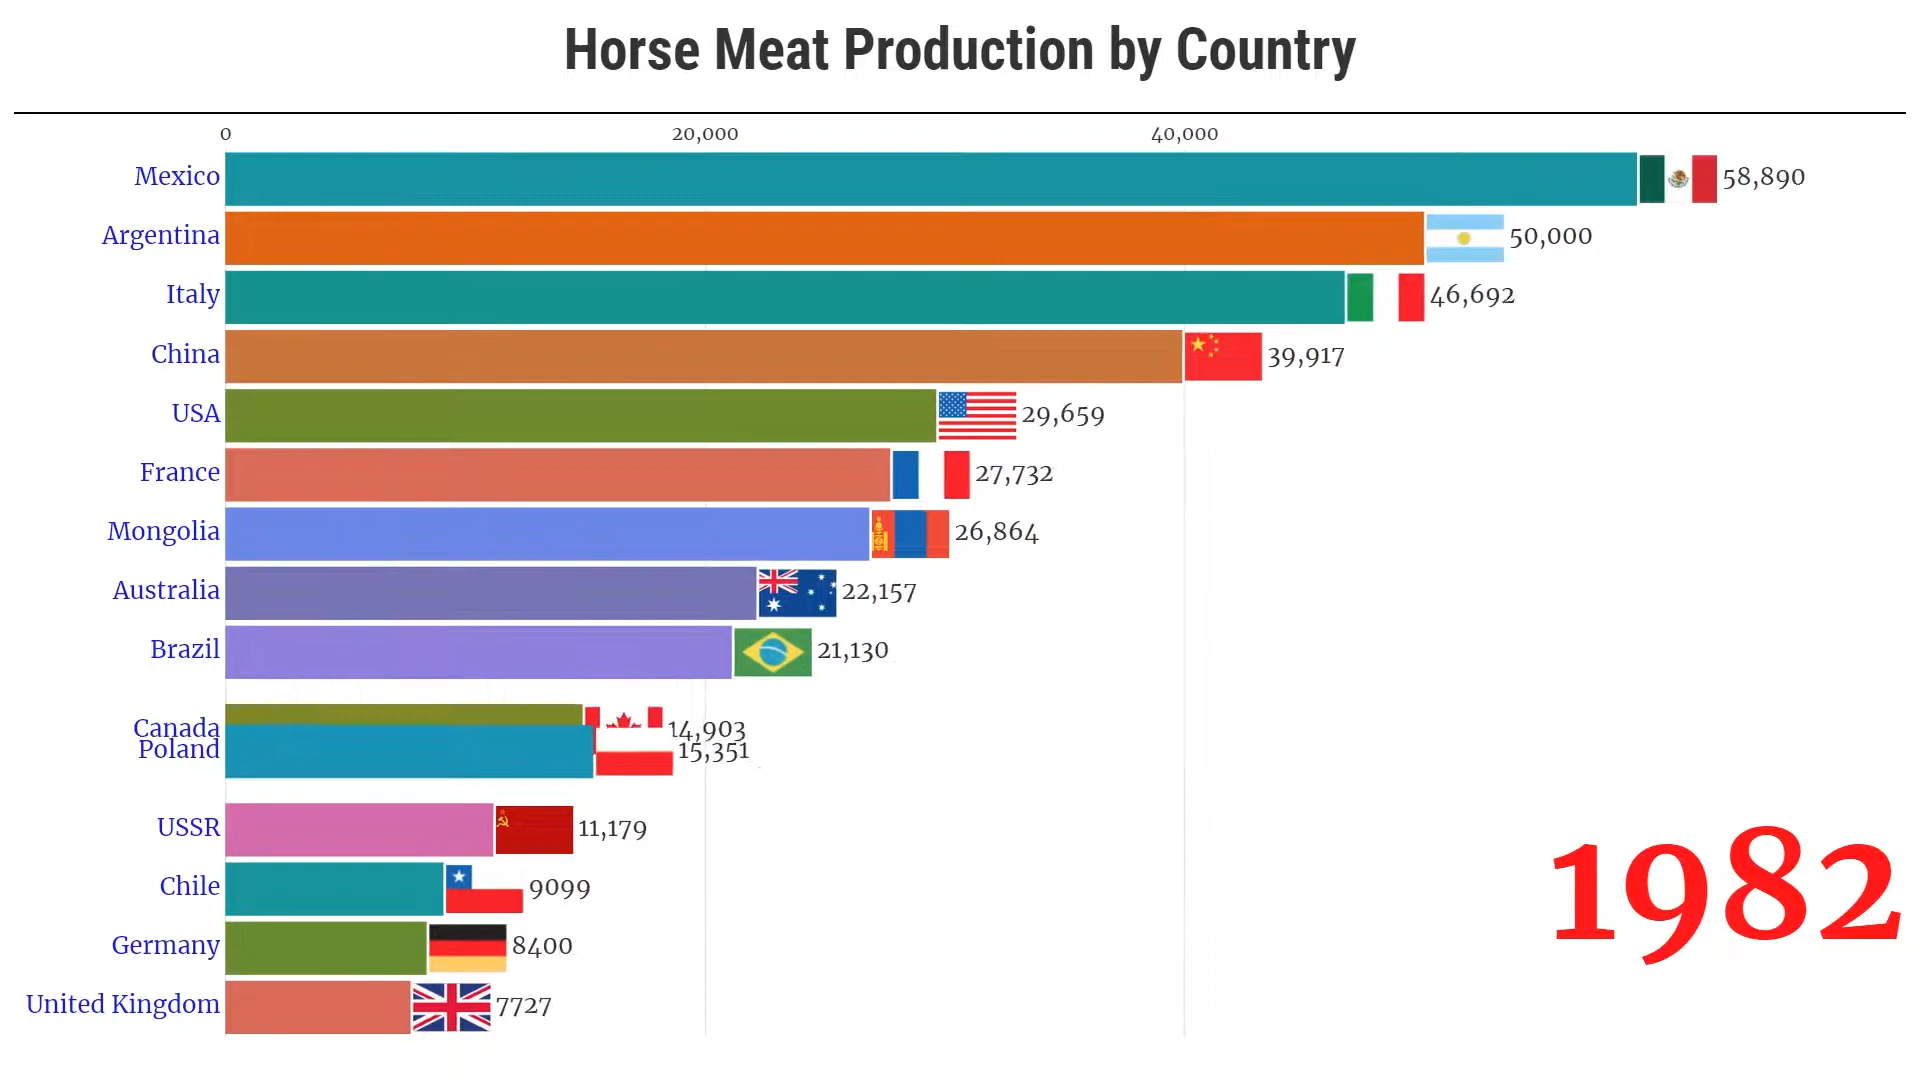 Horse Meat Production by Country
0 20,000 40,000
Mexico 58,890
Argentina 50,000
Italy 46,692
China 39,917
USA 29,659
France 27,732
Mongolia 26,864
Australia 22,157
Brazil 21,130
Canada 14,903
Poland 15,351
USSR 11,179
Chile 9099
Germany 8400
United Kingdom 7727
1982